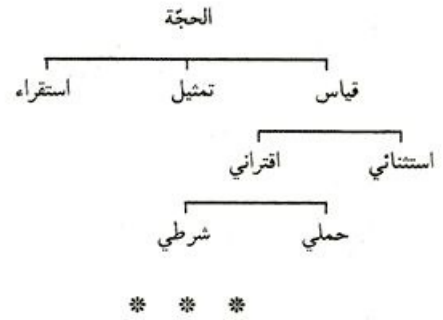 الحجّة
قياس تمثيل استقراء
استثنائي اقتراني
حملي شرطي